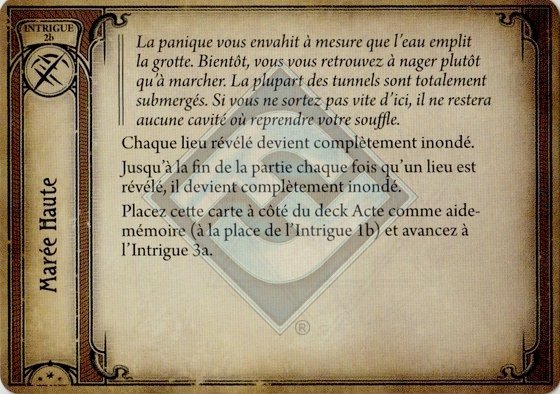 INTRIGUE
2b
La panique vous envahit à mesure que l'eau emplit
la grotte. Bientôt, vous vous retrouvez à nager plutôt
qu'à marcher. La plupart des tunnels sont totalement
submergés. Si vous ne sortez pas vite d'ici, il ne restera
aucune cavité où reprendre votre souffle.
Chaque lieu révélé devient complètement inondé.
Jusqu'à la fin de la partie chaque fois qu'un lieu est
révélé, il devient complètement inondé.
Placez cette carte à côté du deck Acte comme aide-
mémoire (à la place de l'Intrigue 1b) et avancez à
l'Intrigue 3a.
Marée Haute
®